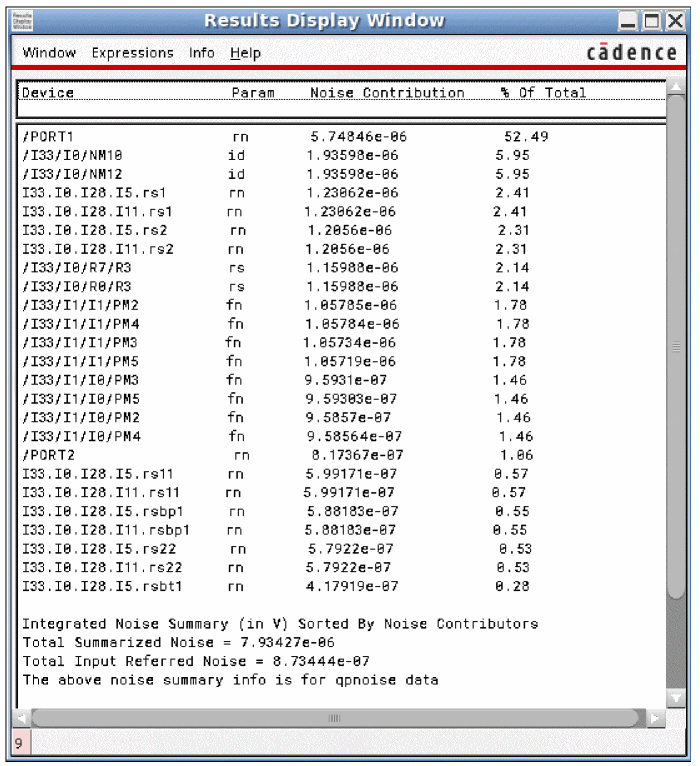 Results Display Window
Window Expressions Info Help cādence
Device Param Noise Contribution % Of Total
/PORT1 rn 5.74846e-06 52.49
/I33/I0/NM10 id 1.93598e-06 5.95
/I33/I0/NM12 id 1.93598e-06 5.95
I33.I0.I28.I5.rs1 rn 1.23062e-06 2.41
I33.I0.I28.I11.rs1 rn 1.23062e-06 2.41
I33.I0.I28.I5.rs2 rn 1.2056e-06 2.31
I33.I0.I28.I11.rs2 rn 1.2056e-06 2.31
/I33/I0/R7/R3 rs 1.15988e-06 2.14
/I33/I0/R0/R3 rs 1.15988e-06 2.14
/I33/I1/I1/PM2 fn 1.05785e-06 1.78
/I33/I1/I1/PM4 fn 1.05784e-06 1.78
/I33/I1/I1/PM3 fn 1.05734e-06 1.78
/I33/I1/I1/PM5 fn 1.05719e-06 1.78
/I33/I1/I0/PM3 fn 9.5931e-07 1.46
/I33/I1/I0/PM5 fn 9.59303e-07 1.46
/I33/I1/I0/PM2 fn 9.5857e-07 1.46
/I33/I1/I0/PM4 fn 9.58564e-07 1.46
/PORT2 rn 8.17367e-07 1.06
I33.I0.I28.I5.rs11 rn 5.99171e-07 0.57
I33.I0.I28.I11.rs11 rn 5.99171e-07 0.57
I33.I0.I28.I5.rsbp1 rn 5.88183e-07 0.55
I33.I0.I28.I11.rsbp1 rn 5.88183e-07 0.55
I33.I0.I28.I5.rs22 rn 5.7922e-07 0.53
I33.I0.I28.I11.rs22 rn 5.7922e-07 0.53
I33.I0.I28.I5.rsbt1 rn 4.17919e-07 0.28
Integrated Noise Summary (in V) Sorted By Noise Contributors
Total Summarized Noise = 7.93427e-06
Total Input Referred Noise = 8.73444e-07
The above noise summary info is for qpnoise data
9